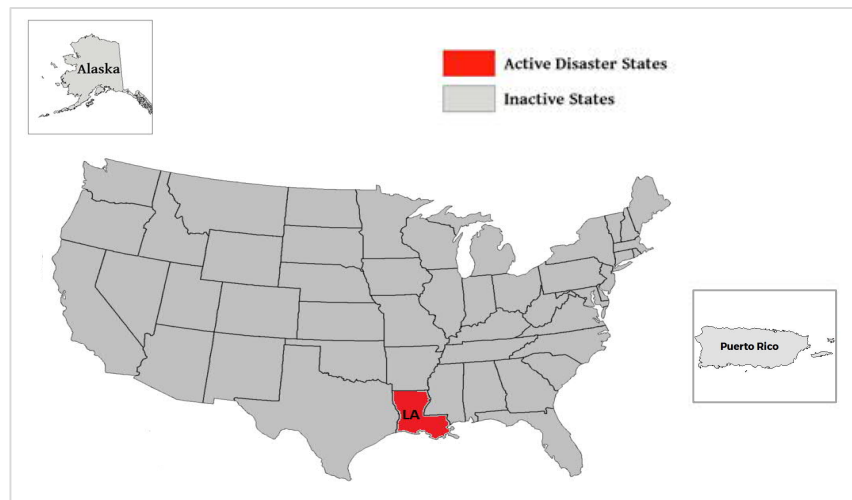 Alaska
Active Disaster States
Inactive States
Puerto Rico
LA